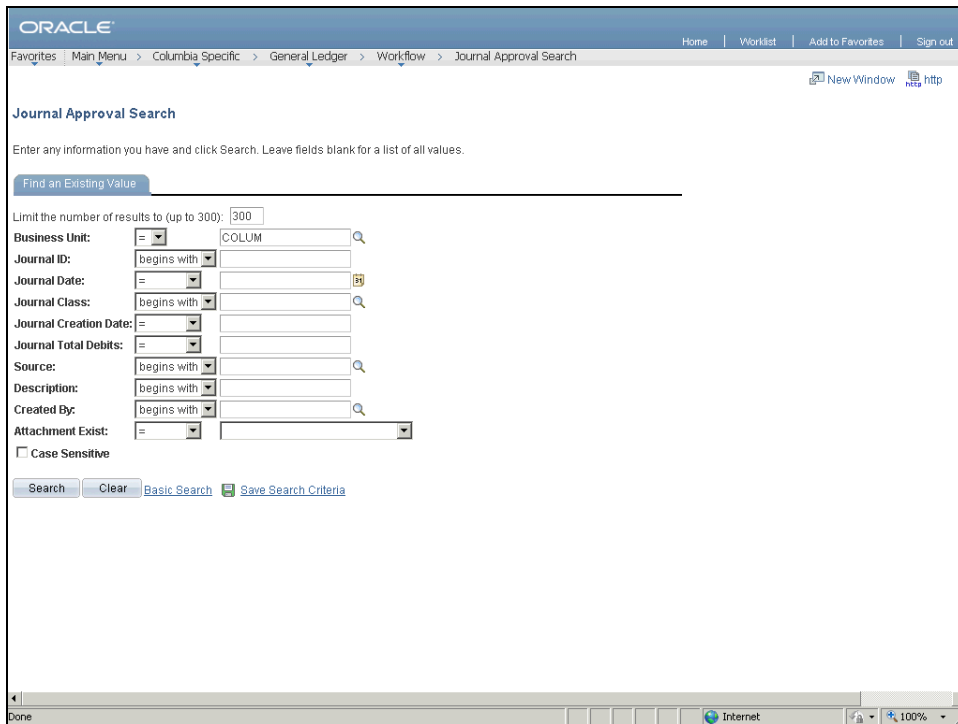 ORACLE
Home | Worklist | Add to Favorites | Sign out
Favorites Main Menu > Columbia Specific > General Ledger > Workflow > Journal Approval Search
New Window http
Journal Approval Search
Enter any information you have and click Search. Leave fields blank for a list of all values.
Find an Existing Value
Limit the number of results to (up to 300): 300
Business Unit: = COLUM
Journal ID: begins with
Journal Date: = 31
Journal Class: begins with
Journal Creation Date: =
Journal Total Debits: =
Source: begins with
Description: begins with
Created By: begins with
Attachment Exist: =
Case Sensitive
Search Clear Basic Search Save Search Criteria
Done Internet 100%